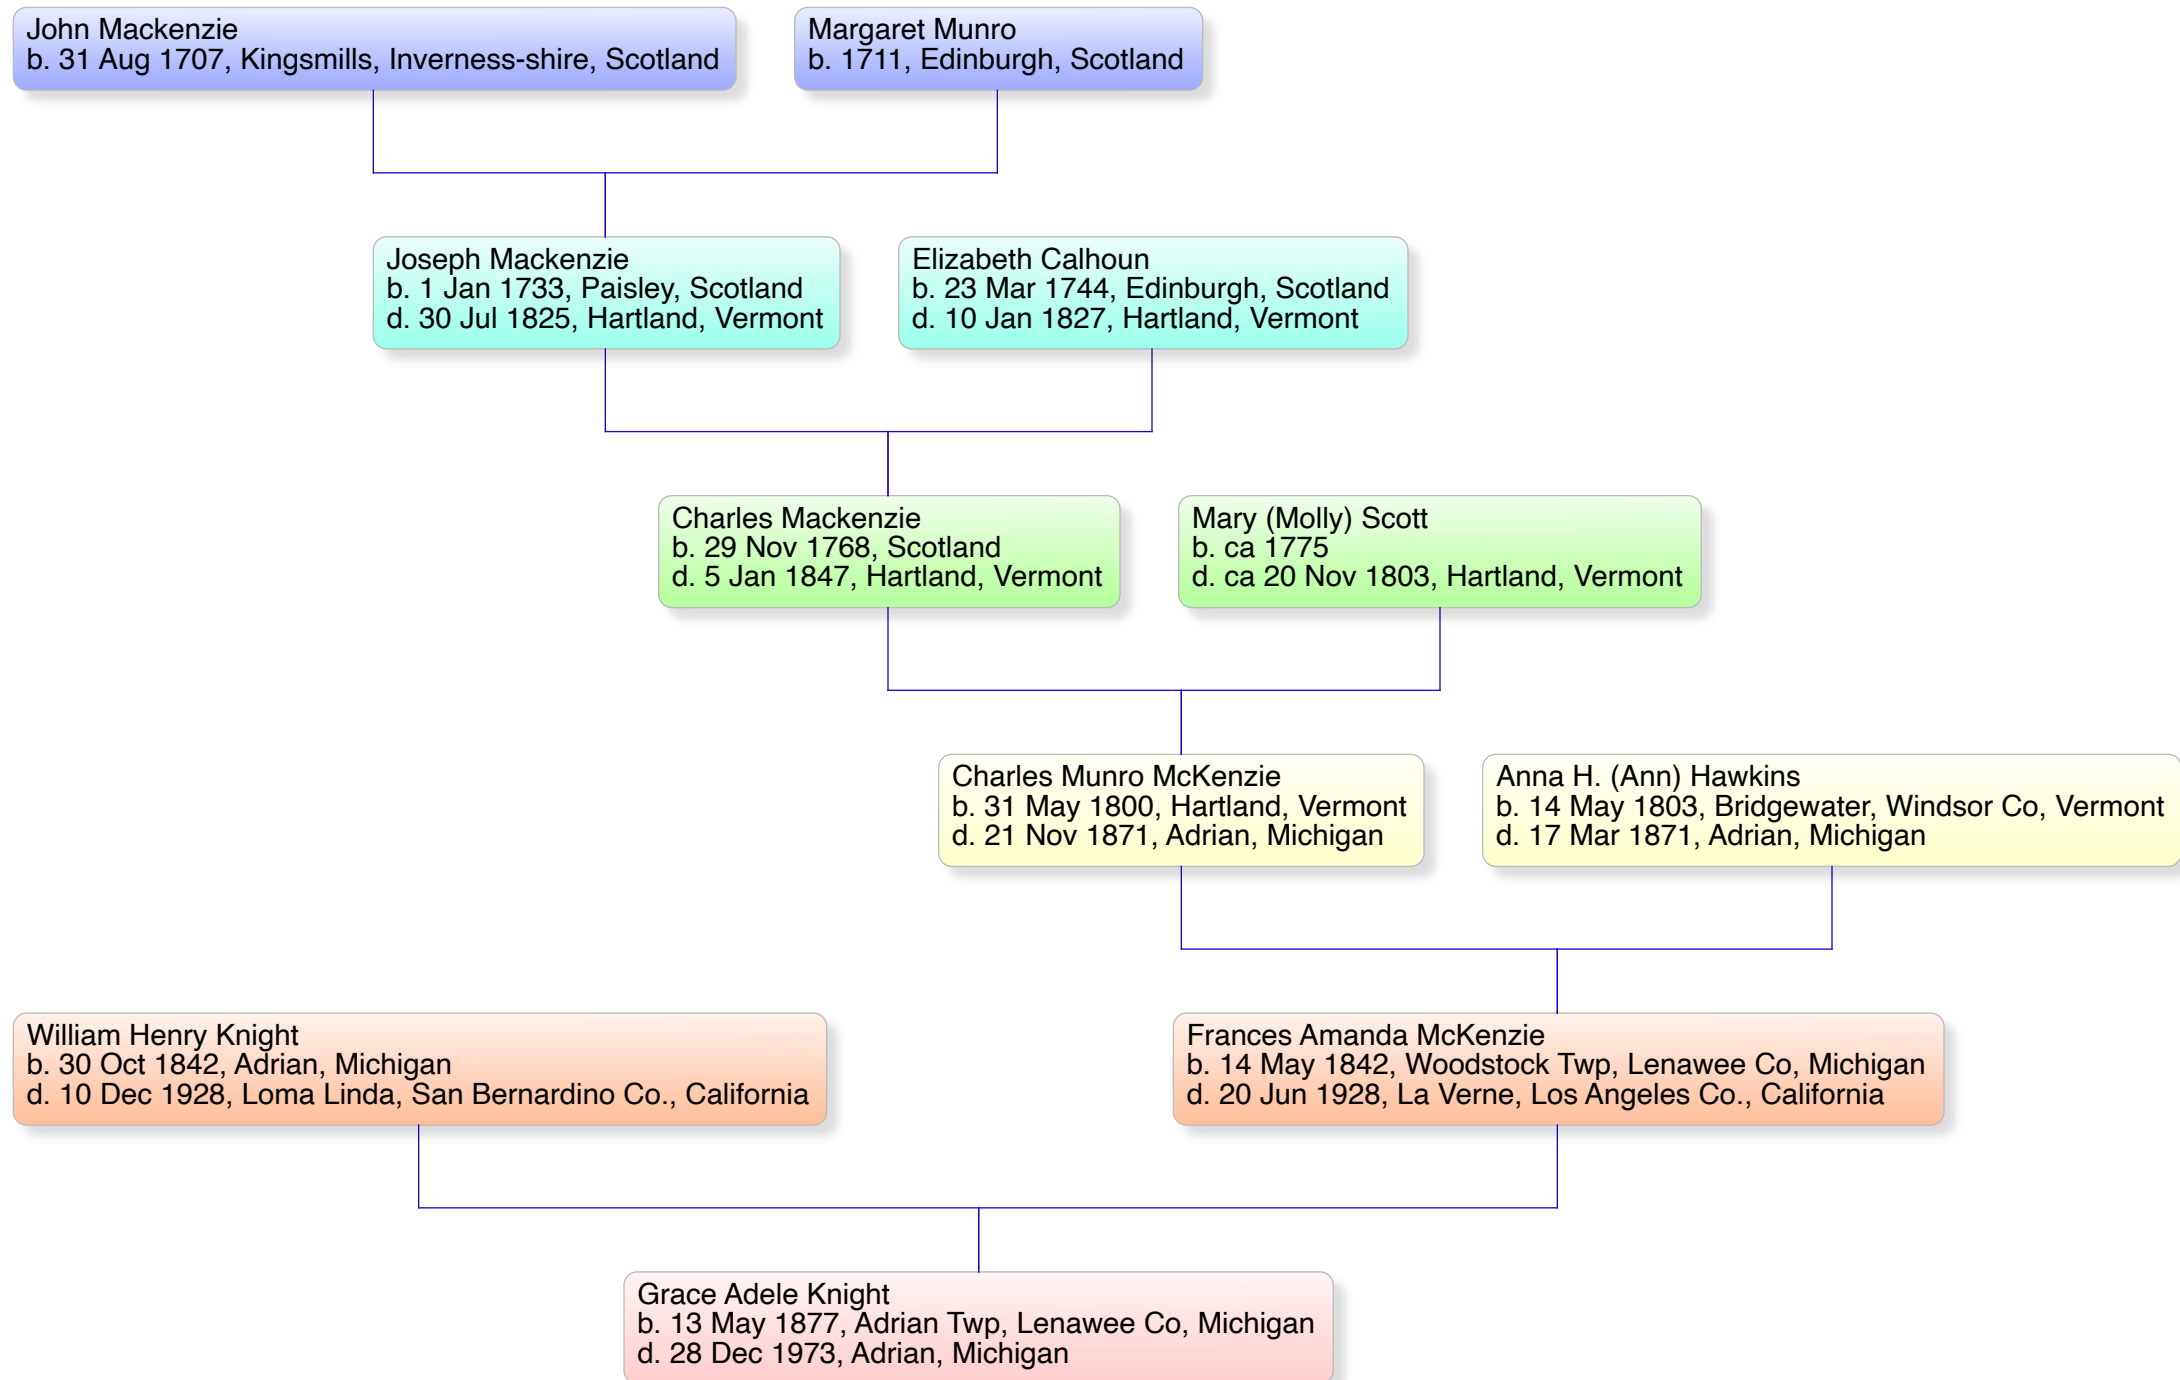 John Mackenzie
b. 31 Aug 1707, Kingsmills, Inverness-shire, Scotland
Margaret Munro
b. 1711, Edinburgh, Scotland
Joseph Mackenzie
b. 1 Jan 1733, Paisley, Scotland
d. 30 Jul 1825, Hartland, Vermont
Elizabeth Calhoun
b. 23 Mar 1744, Edinburgh, Scotland
d. 10 Jan 1827, Hartland, Vermont
Charles Mackenzie
b. 29 Nov 1768, Scotland
d. 5 Jan 1847, Hartland, Vermont
Mary (Molly) Scott
b. ca 1775
d. ca 20 Nov 1803, Hartland, Vermont
Charles Munro McKenzie
b. 31 May 1800, Hartland, Vermont
d. 21 Nov 1871, Adrian, Michigan
Anna H. (Ann) Hawkins
b. 14 May 1803, Bridgewater, Windsor Co, Vermont
d. 17 Mar 1871, Adrian, Michigan
William Henry Knight
b. 30 Oct 1842, Adrian, Michigan
d. 10 Dec 1928, Loma Linda, San Bernardino Co., California
Frances Amanda McKenzie
b. 14 May 1842, Woodstock Twp, Lenawee Co, Michigan
d. 20 Jun 1928, La Verne, Los Angeles Co., California
Grace Adele Knight
b. 13 May 1877, Adrian Twp, Lenawee Co, Michigan
d. 28 Dec 1973, Adrian, Michigan